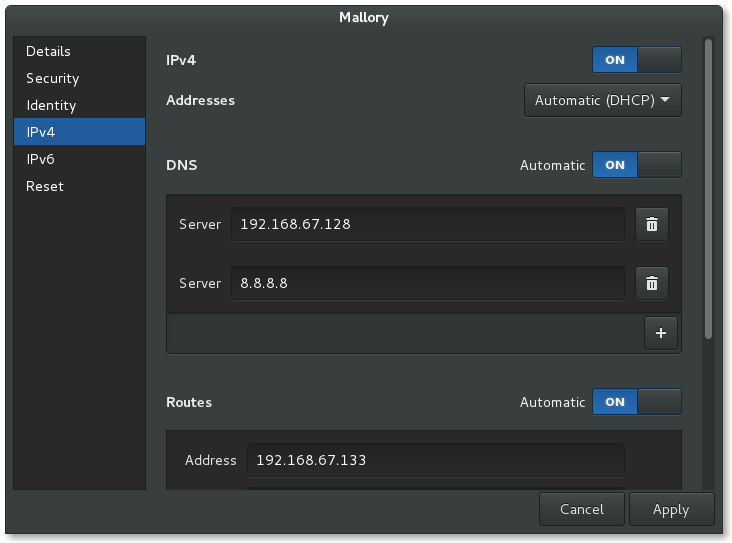 Mallory
Details
Security
Identity
IPv4
IPv6
Reset
IPv4 ON
Addresses Automatic (DHCP)
DNS Automatic ON
Server 192.168.67.128
Server 8.8.8.8
+
Routes Automatic ON
Address 192.168.67.133
Cancel Apply